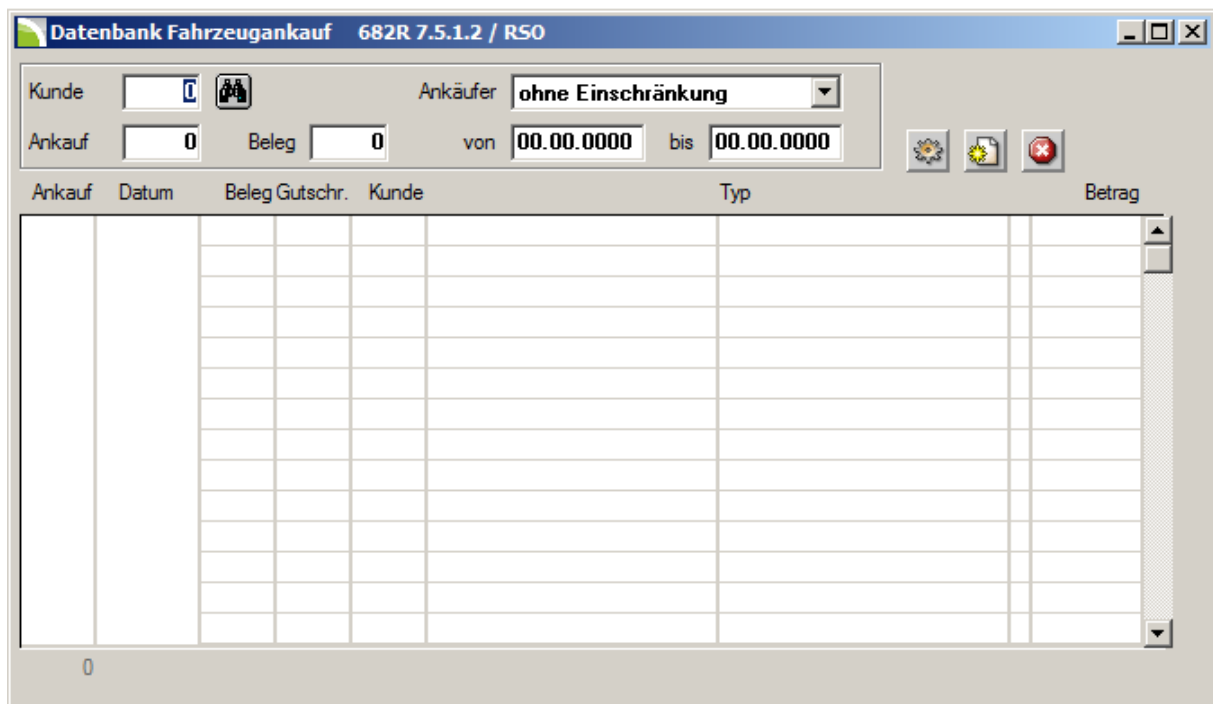 Datenbank Fahrzeugankauf 682R 7.5.1.2 / RSO
Kunde 0 Ankäufer ohne Einschränkung
Ankauf 0 Beleg 0 von 00.00.0000 bis 00.00.0000
Ankauf Datum Beleg Gutschr. Kunde Typ Betrag
0